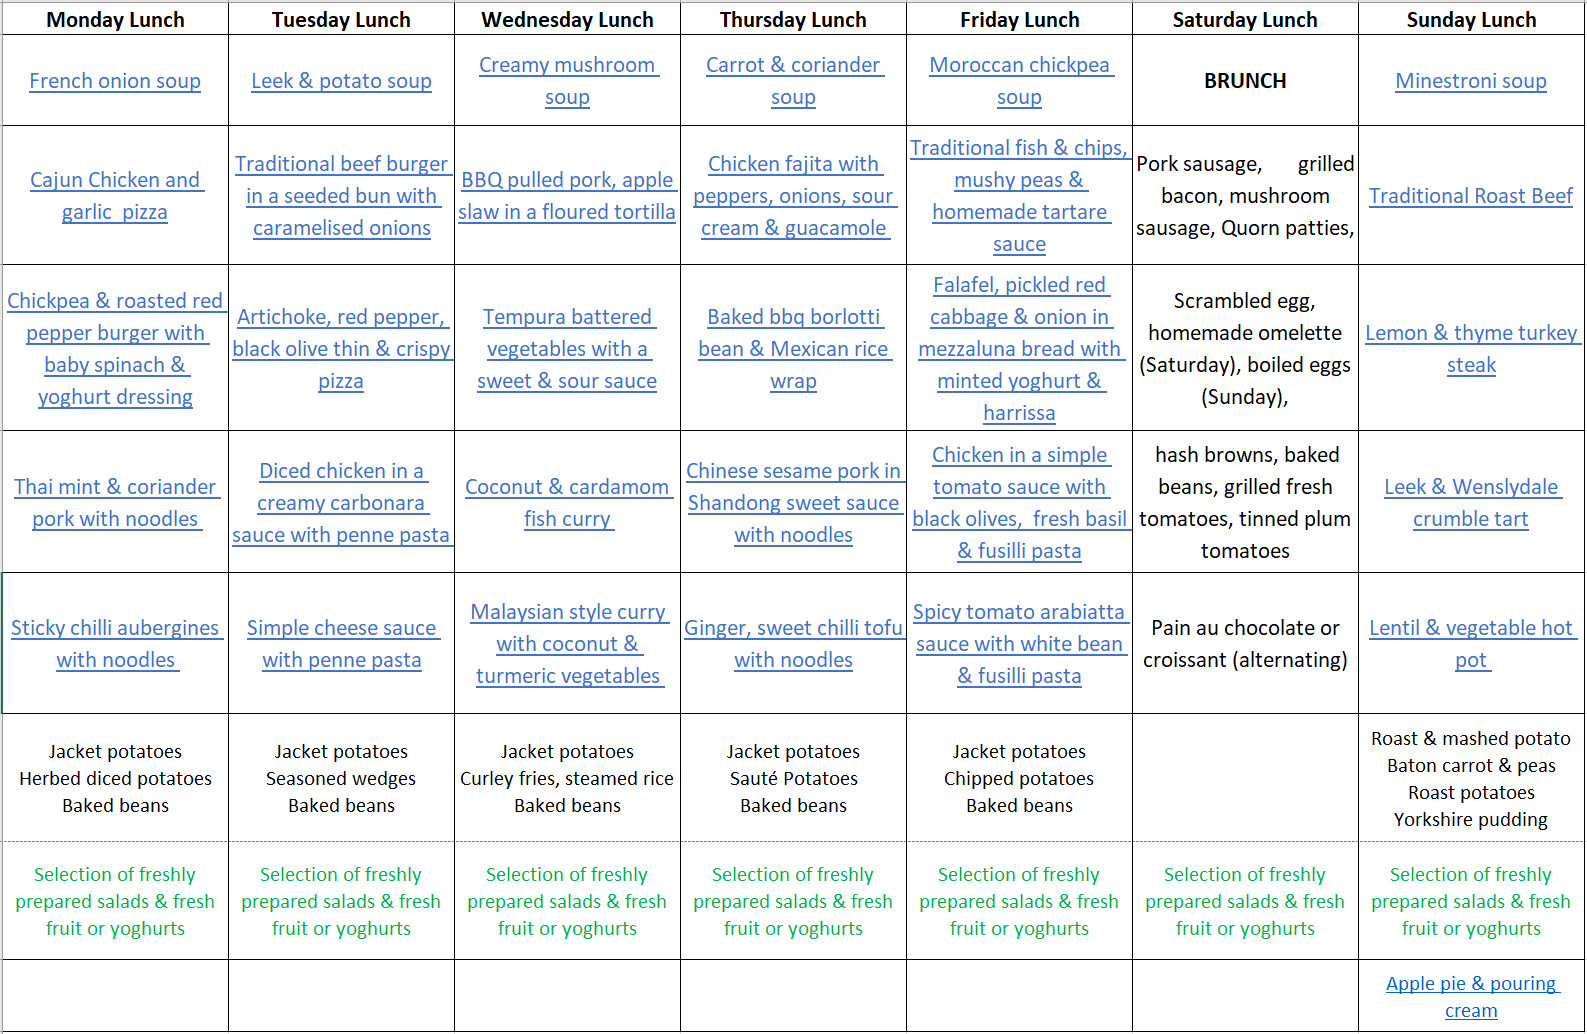 Monday Lunch
Tuesday Lunch
Wednesday Lunch
Thursday Lunch
Friday Lunch
Saturday Lunch
Sunday Lunch
French onion soup
Leek & potato soup
Creamy mushroom
soup
Carrot & coriander
soup
Moroccan chickpea
soup
BRUNCH
Minestroni soup
Cajun Chicken and
garlic pizza
Traditional beef burger
in a seeded bun with
caramelised onions
BBQ pulled pork, apple
slaw in a floured tortilla
Chicken fajita with
peppers, onions, sour
cream & guacamole
Traditional fish & chips,
mushy peas &
homemade tartare
sauce
Pork sausage, grilled
bacon, mushroom
sausage, Quorn patties,
Traditional Roast Beef
Chickpea & roasted red
pepper burger with
baby spinach &
yoghurt dressing
Artichoke, red pepper,
black olive thin & crispy
pizza
Tempura battered
vegetables with a
sweet & sour sauce
Baked bbq borlotti
bean & Mexican rice
wrap
Falafel, pickled red
cabbage & onion in
mezzaluna bread with
minted yoghurt &
harrissa
Scrambled egg,
homemade omelette
(Saturday), boiled eggs
(Sunday),
Lemon & thyme turkey
steak
Thai mint & coriander
pork with noodles
Diced chicken in a
creamy carbonara
sauce with penne pasta
Coconut & cardamom
fish curry
Chinese sesame pork in
Shandong sweet sauce
with noodles
Chicken in a simple
tomato sauce with
black olives, fresh basil
& fusilli pasta
hash browns, baked
beans, grilled fresh
tomatoes, tinned plum
tomatoes
Leek & Wenslydale
crumble tart
Sticky chilli aubergines
with noodles
Simple cheese sauce
with penne pasta
Malaysian style curry
with coconut &
turmeric vegetables
Ginger, sweet chilli tofu
with noodles
Spicy tomato arabiatta
sauce with white bean
& fusilli pasta
Pain au chocolate or
croissant (alternating)
Lentil & vegetable hot
pot
Jacket potatoes
Herbed diced potatoes
Baked beans
Jacket potatoes
Seasoned wedges
Baked beans
Jacket potatoes
Curley fries, steamed rice
Baked beans
Jacket potatoes
Sauté Potatoes
Baked beans
Jacket potatoes
Chipped potatoes
Baked beans
Roast & mashed potato
Baton carrot & peas
Roast potatoes
Yorkshire pudding
Selection of freshly
prepared salads & fresh
fruit or yoghurts
Selection of freshly
prepared salads & fresh
fruit or yoghurts
Selection of freshly
prepared salads & fresh
fruit or yoghurts
Selection of freshly
prepared salads & fresh
fruit or yoghurts
Selection of freshly
prepared salads & fresh
fruit or yoghurts
Selection of freshly
prepared salads & fresh
fruit or yoghurts
Selection of freshly
prepared salads & fresh
fruit or yoghurts
Apple pie & pouring
cream